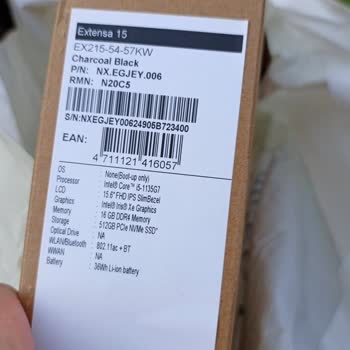 Extensa 15
EX215-54-57KW
Charcoal Black
P/N: NX.EGJEY.006
RMN: N20C5
S/N:NXEGJEY00624905B723400
EAN:
4 711121 416057
OS : None(Boot-up only)
Processor : Intel® Core™ i5-1135G7
LCD : 15.6" FHD IPS SlimBezel
Graphics : Intel® Iris® Xe Graphics
Memory : 16 GB DDR4 Memory
Storage : 512GB PCIe NVMe SSD*
Optical Drive : NA
WLAN/Bluetooth : 802.11ac + BT
WWAN : NA
Battery : 36Wh Li-ion battery